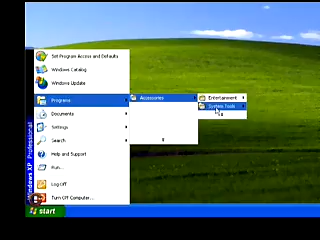 Set Program Access and Defaults
Windows Catalog
Windows Update
Programs
Accessories
Entertainment
System Tools
Documents
Settings
Search
Help and Support
Run...
Log Off
Turn Off Computer...
Windows XP Professional
start